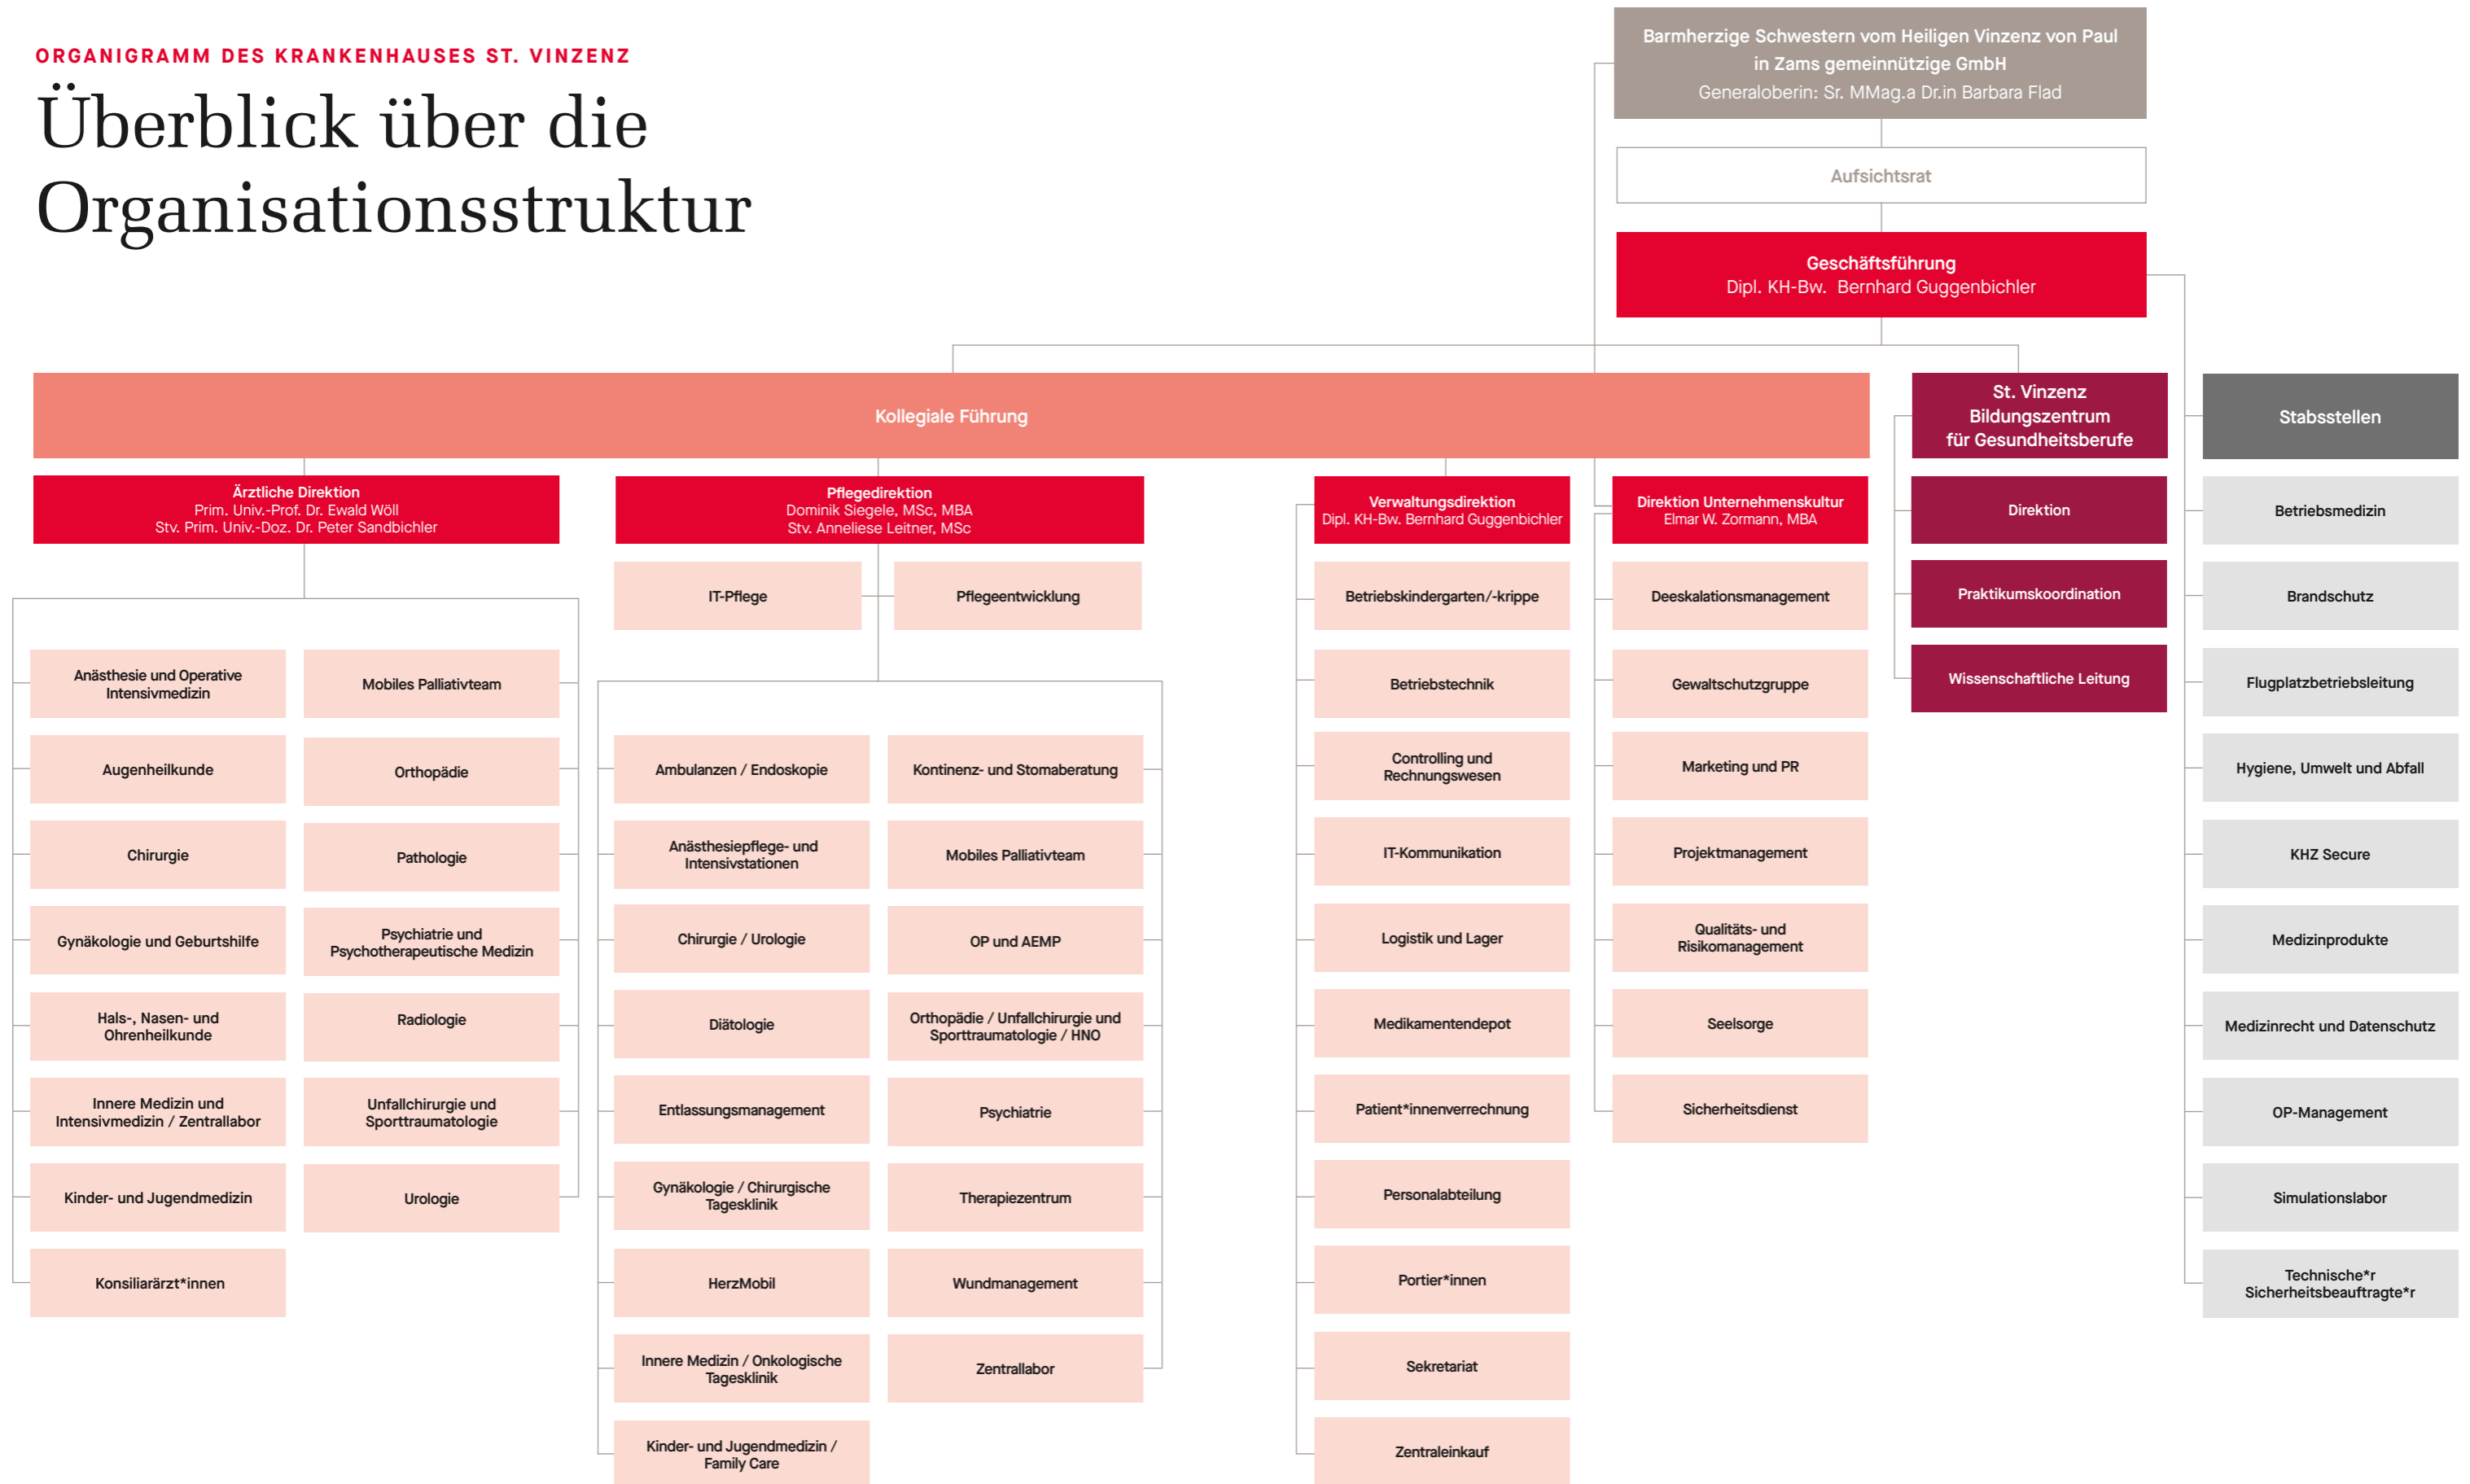 ORGANIGRAMM DES KRANKENHAUSES ST. VINZENZ
Überblick über die
Organisationsstruktur
Barmherzige Schwestern vom Heiligen Vinzenz von Paul
in Zams gemeinnützige GmbH
Generaloberin: Sr. MMag.a Dr.in Barbara Flad
Aufsichtsrat
Geschäftsführung
Dipl. KH-Bw. Bernhard Guggenbichler
Kollegiale Führung
Ärztliche Direktion
Prim. Univ.-Prof. Dr. Ewald Wöll
Stv. Prim. Univ.-Doz. Dr. Peter Sandbichler
Anästhesie und Operative
Intensivmedizin
Augenheilkunde
Chirurgie
Gynäkologie und Geburtshilfe
Hals-, Nasen- und
Ohrenheilkunde
Innere Medizin und
Intensivmedizin / Zentrallabor
Kinder- und Jugendmedizin
Konsiliarärzt*innen
Mobiles Palliativteam
Orthopädie
Pathologie
Psychiatrie und
Psychotherapeutische Medizin
Radiologie
Unfallchirurgie und
Sporttraumatologie
Urologie
Pflegedirektion
Dominik Siegele, MSc, MBA
Stv. Anneliese Leitner, MSc
IT-Pflege
Pflegeentwicklung
Ambulanzen / Endoskopie
Anästhesiepflege- und
Intensivstationen
Chirurgie / Urologie
Diätologie
Entlassungsmanagement
Gynäkologie / Chirurgische
Tagesklinik
HerzMobil
Innere Medizin / Onkologische
Tagesklinik
Kinder- und Jugendmedizin /
Family Care
Kontinenz- und Stomaberatung
Mobiles Palliativteam
OP und AEMP
Orthopädie / Unfallchirurgie und
Sporttraumatologie / HNO
Psychiatrie
Therapiezentrum
Wundmanagement
Zentrallabor
Verwaltungsdirektion
Dipl. KH-Bw. Bernhard Guggenbichler
Betriebskindergarten/-krippe
Betriebstechnik
Controlling und
Rechnungswesen
IT-Kommunikation
Logistik und Lager
Medikamentendepot
Patient*innenverrechnung
Personalabteilung
Portier*innen
Sekretariat
Zentraleinkauf
Direktion Unternehmenskultur
Elmar W. Zormann, MBA
Deeskalationsmanagement
Gewaltschutzgruppe
Marketing und PR
Projektmanagement
Qualitäts- und
Risikomanagement
Seelsorge
Sicherheitsdienst
St. Vinzenz
Bildungszentrum
für Gesundheitsberufe
Direktion
Praktikumskoordination
Wissenschaftliche Leitung
Stabsstellen
Betriebsmedizin
Brandschutz
Flugplatzbetriebsleitung
Hygiene, Umwelt und Abfall
KHZ Secure
Medizinprodukte
Medizinrecht und Datenschutz
OP-Management
Simulationslabor
Technische*r
Sicherheitsbeauftragte*r